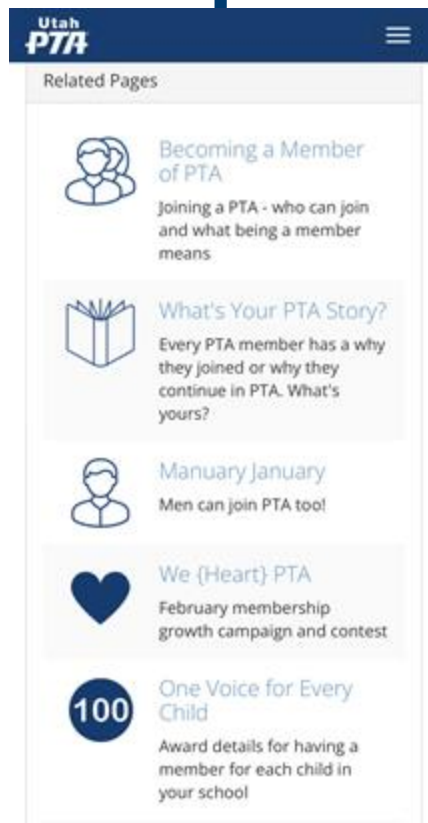 Utah
PTA
Related Pages
Becoming a Member
of PTA
Joining a PTA - who can join
and what being a member
means
What's Your PTA Story?
Every PTA member has a why
they joined or why they
continue in PTA. What's
yours?
Manuary January
Men can join PTA too!
We {Heart} PTA
February membership
growth campaign and contest
100
One Voice for Every
Child
Award details for having a
member for each child in
your school